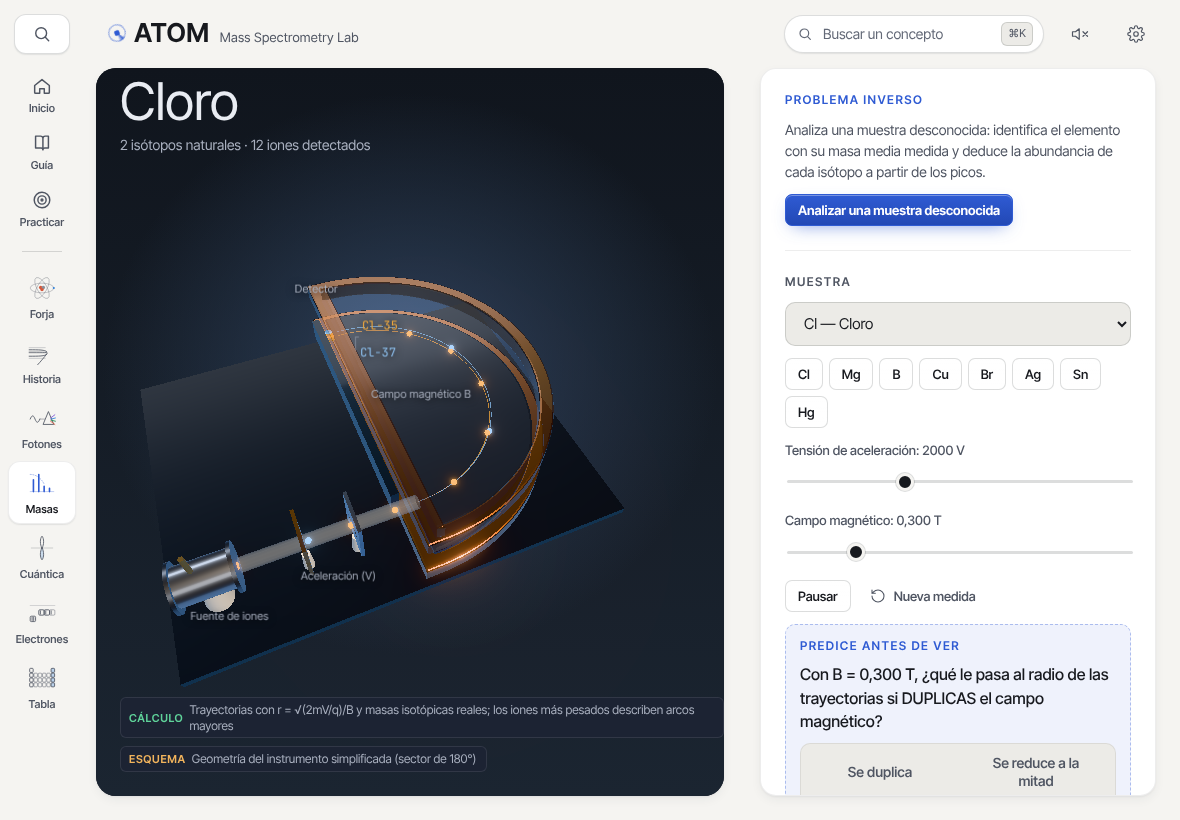 ATOM Mass Spectrometry Lab
Buscar un concepto ⌘K
Inicio
Guía
Practicar
Forja
Historia
Fotones
Masas
Cuántica
Electrones
Tabla
Cloro
2 isótopos naturales · 12 iones detectados
Detector
Cl-35
Cl-37
Campo magnético B
Aceleración (V)
Fuente de iones
CÁLCULO Trayectorias con r = √(2mV/q)/B y masas isotópicas reales; los iones más pesados describen arcos
mayores
ESQUEMA Geometría del instrumento simplificada (sector de 180°)
PROBLEMA INVERSO
Analiza una muestra desconocida: identifica el elemento
con su masa media medida y deduce la abundancia de
cada isótopo a partir de los picos.
Analizar una muestra desconocida
MUESTRA
Cl — Cloro
Cl Mg B Cu Br Ag Sn
Hg
Tensión de aceleración: 2000 V
Campo magnético: 0,300 T
Pausar Nueva medida
PREDICE ANTES DE VER
Con B = 0,300 T, ¿qué le pasa al radio de las
trayectorias si DUPLICAS el campo
magnético?
Se duplica
Se reduce a la
mitad